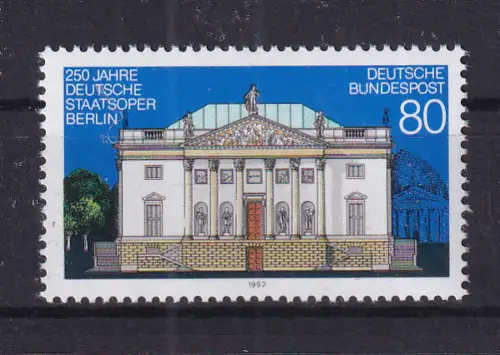 250 JAHRE
DEUTSCHE
STAATSOPER
BERLIN
DEUTSCHE
BUNDESPOST
80
1992